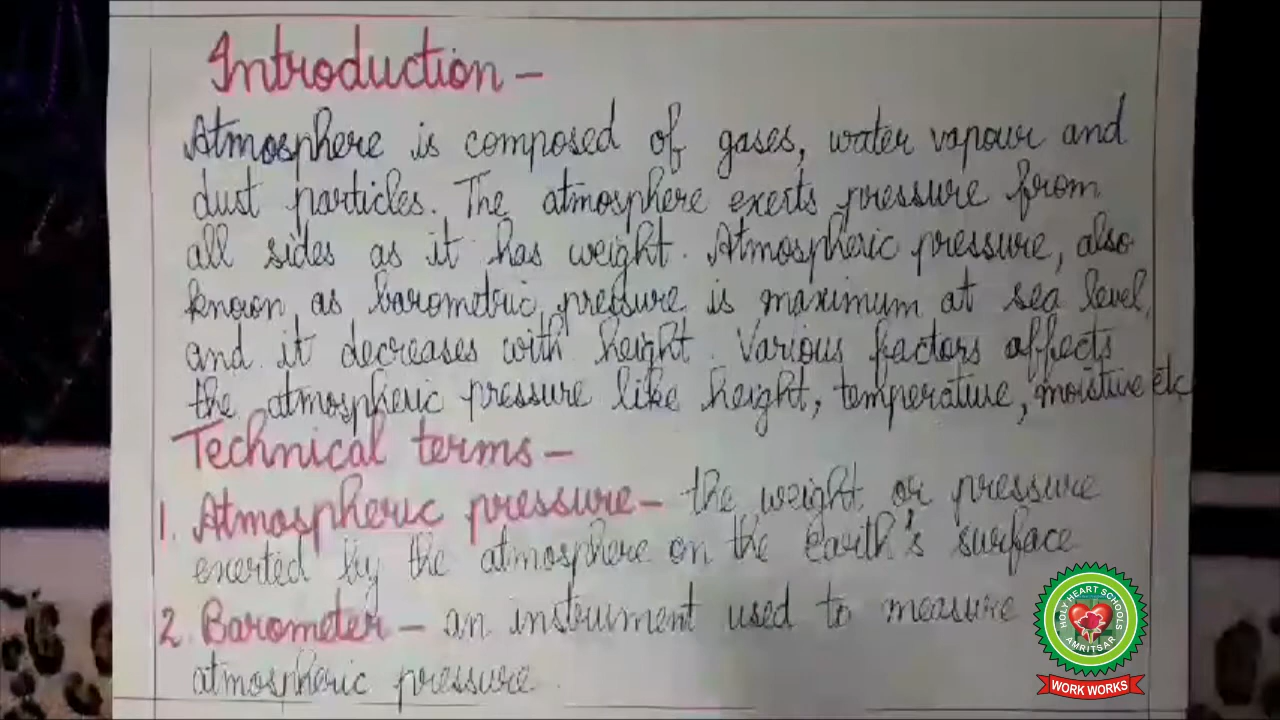 Introduction -
Atmosphere is composed of gases, water vapour and
dust particles. The atmosphere exerts pressure from
all sides as it has weight. Atmospheric pressure, also
known as barometric pressure is maximum at sea level,
and it decreases with height. Various factors affects
the atmospheric pressure like height, temperature, moisture etc
Technical terms -
1. Atmospheric pressure - the weight or pressure
exerted by the atmosphere on the Earth's surface
2. Barometer - an instrument used to measure
atmospheric pressure.
HOLY HEART SCHOOLS
AMRITSAR
WORK WORKS